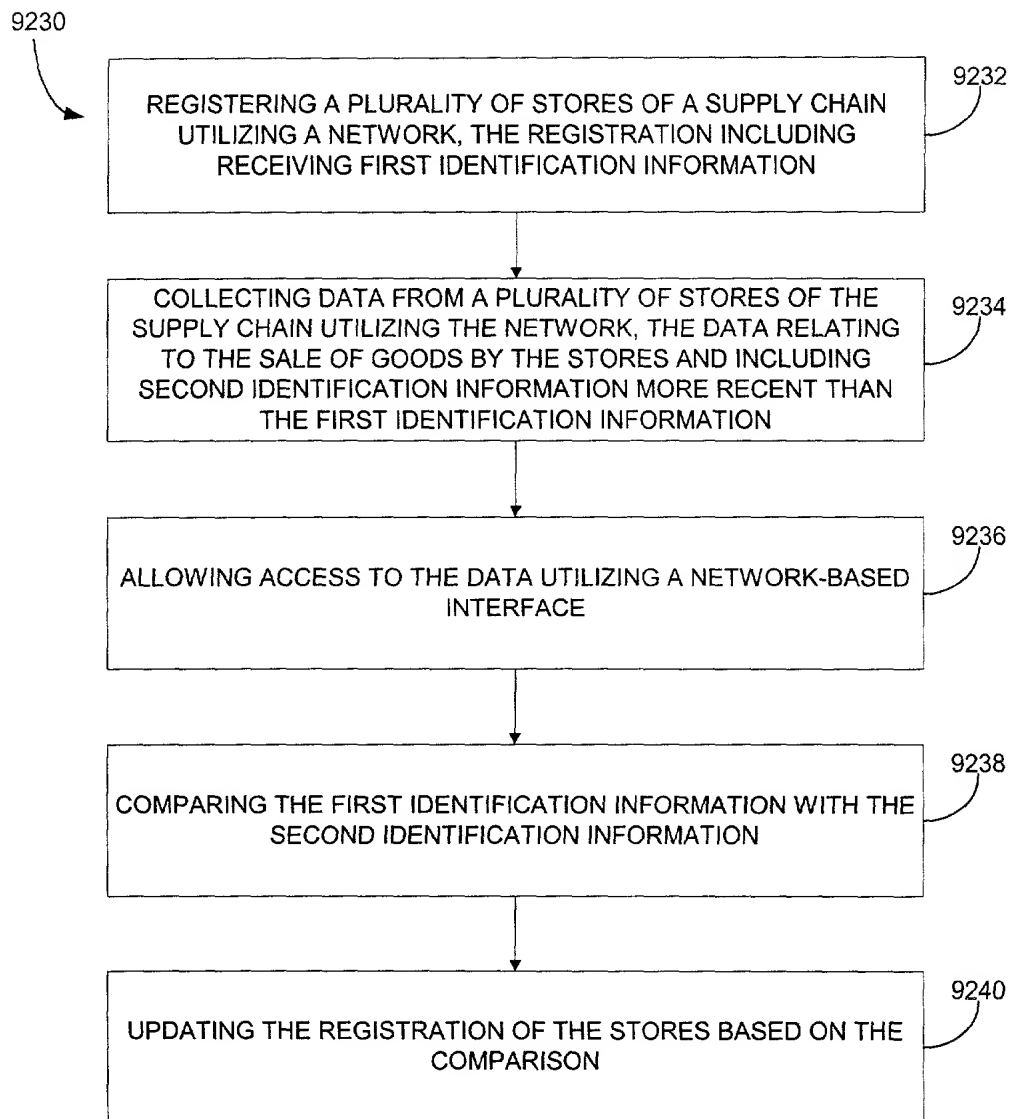 9230
9232
REGISTERING A PLURALITY OF STORES OF A SUPPLY CHAIN
UTILIZING A NETWORK, THE REGISTRATION INCLUDING
RECEIVING FIRST IDENTIFICATION INFORMATION
9234
COLLECTING DATA FROM A PLURALITY OF STORES OF THE
SUPPLY CHAIN UTILIZING THE NETWORK, THE DATA RELATING
TO THE SALE OF GOODS BY THE STORES AND INCLUDING
SECOND IDENTIFICATION INFORMATION MORE RECENT THAN
THE FIRST IDENTIFICATION INFORMATION
9236
ALLOWING ACCESS TO THE DATA UTILIZING A NETWORK-BASED
INTERFACE
9238
COMPARING THE FIRST IDENTIFICATION INFORMATION WITH THE
SECOND IDENTIFICATION INFORMATION
9240
UPDATING THE REGISTRATION OF THE STORES BASED ON THE
COMPARISON